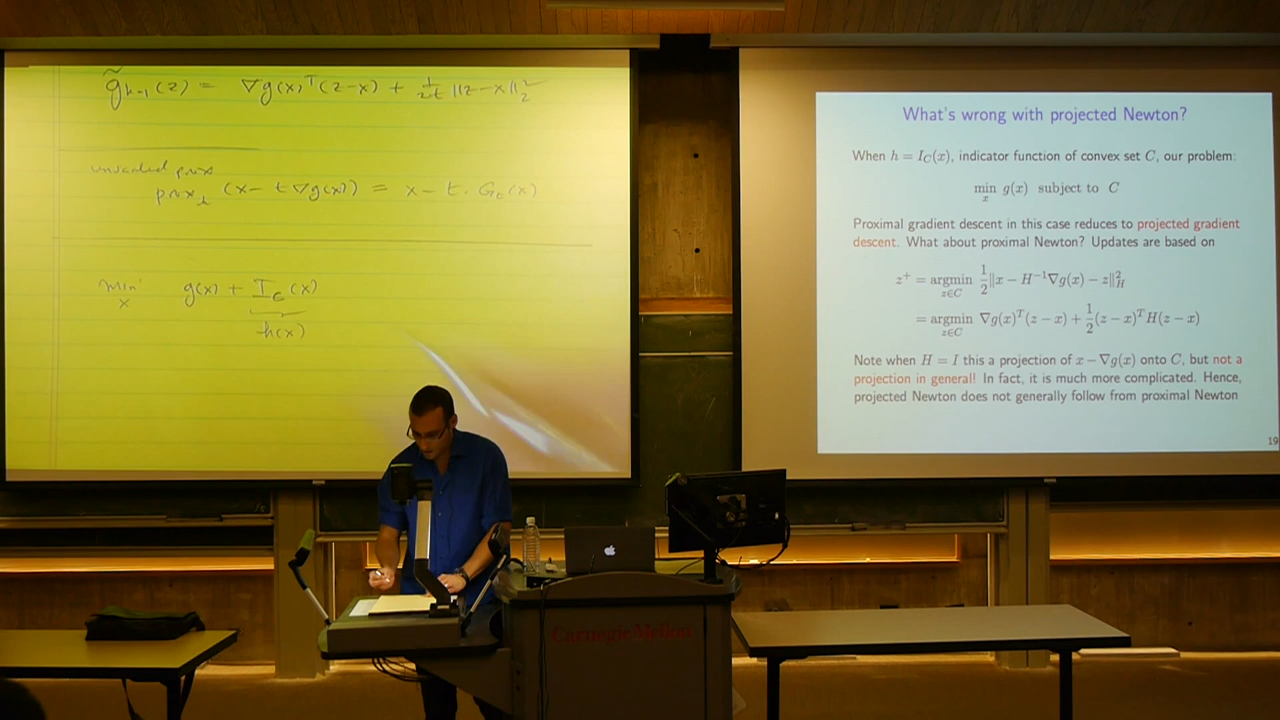 g̃ₖ₋₁(z) = ∇g(x)ᵀ(z-x) + 1/2t ||z-x||₂²
unscaled prox
proxₜ (x - t∇g(x)) = x - t · Gₜ(x)
min x g(x) + I_C(x)
h(x)
What's wrong with projected Newton?
When h = I_C(x), indicator function of convex set C, our problem:
min x g(x) subject to C
Proximal gradient descent in this case reduces to projected gradient
descent. What about proximal Newton? Updates are based on
z⁺ = argmin z∈C 1/2 ||x − H⁻¹∇g(x) − z||²_H
= argmin z∈C ∇g(x)ᵀ(z − x) + 1/2 (z − x)ᵀH(z − x)
Note when H = I this a projection of x − ∇g(x) onto C, but not a
projection in general! In fact, it is much more complicated. Hence,
projected Newton does not generally follow from proximal Newton
19
Carnegie Mellon